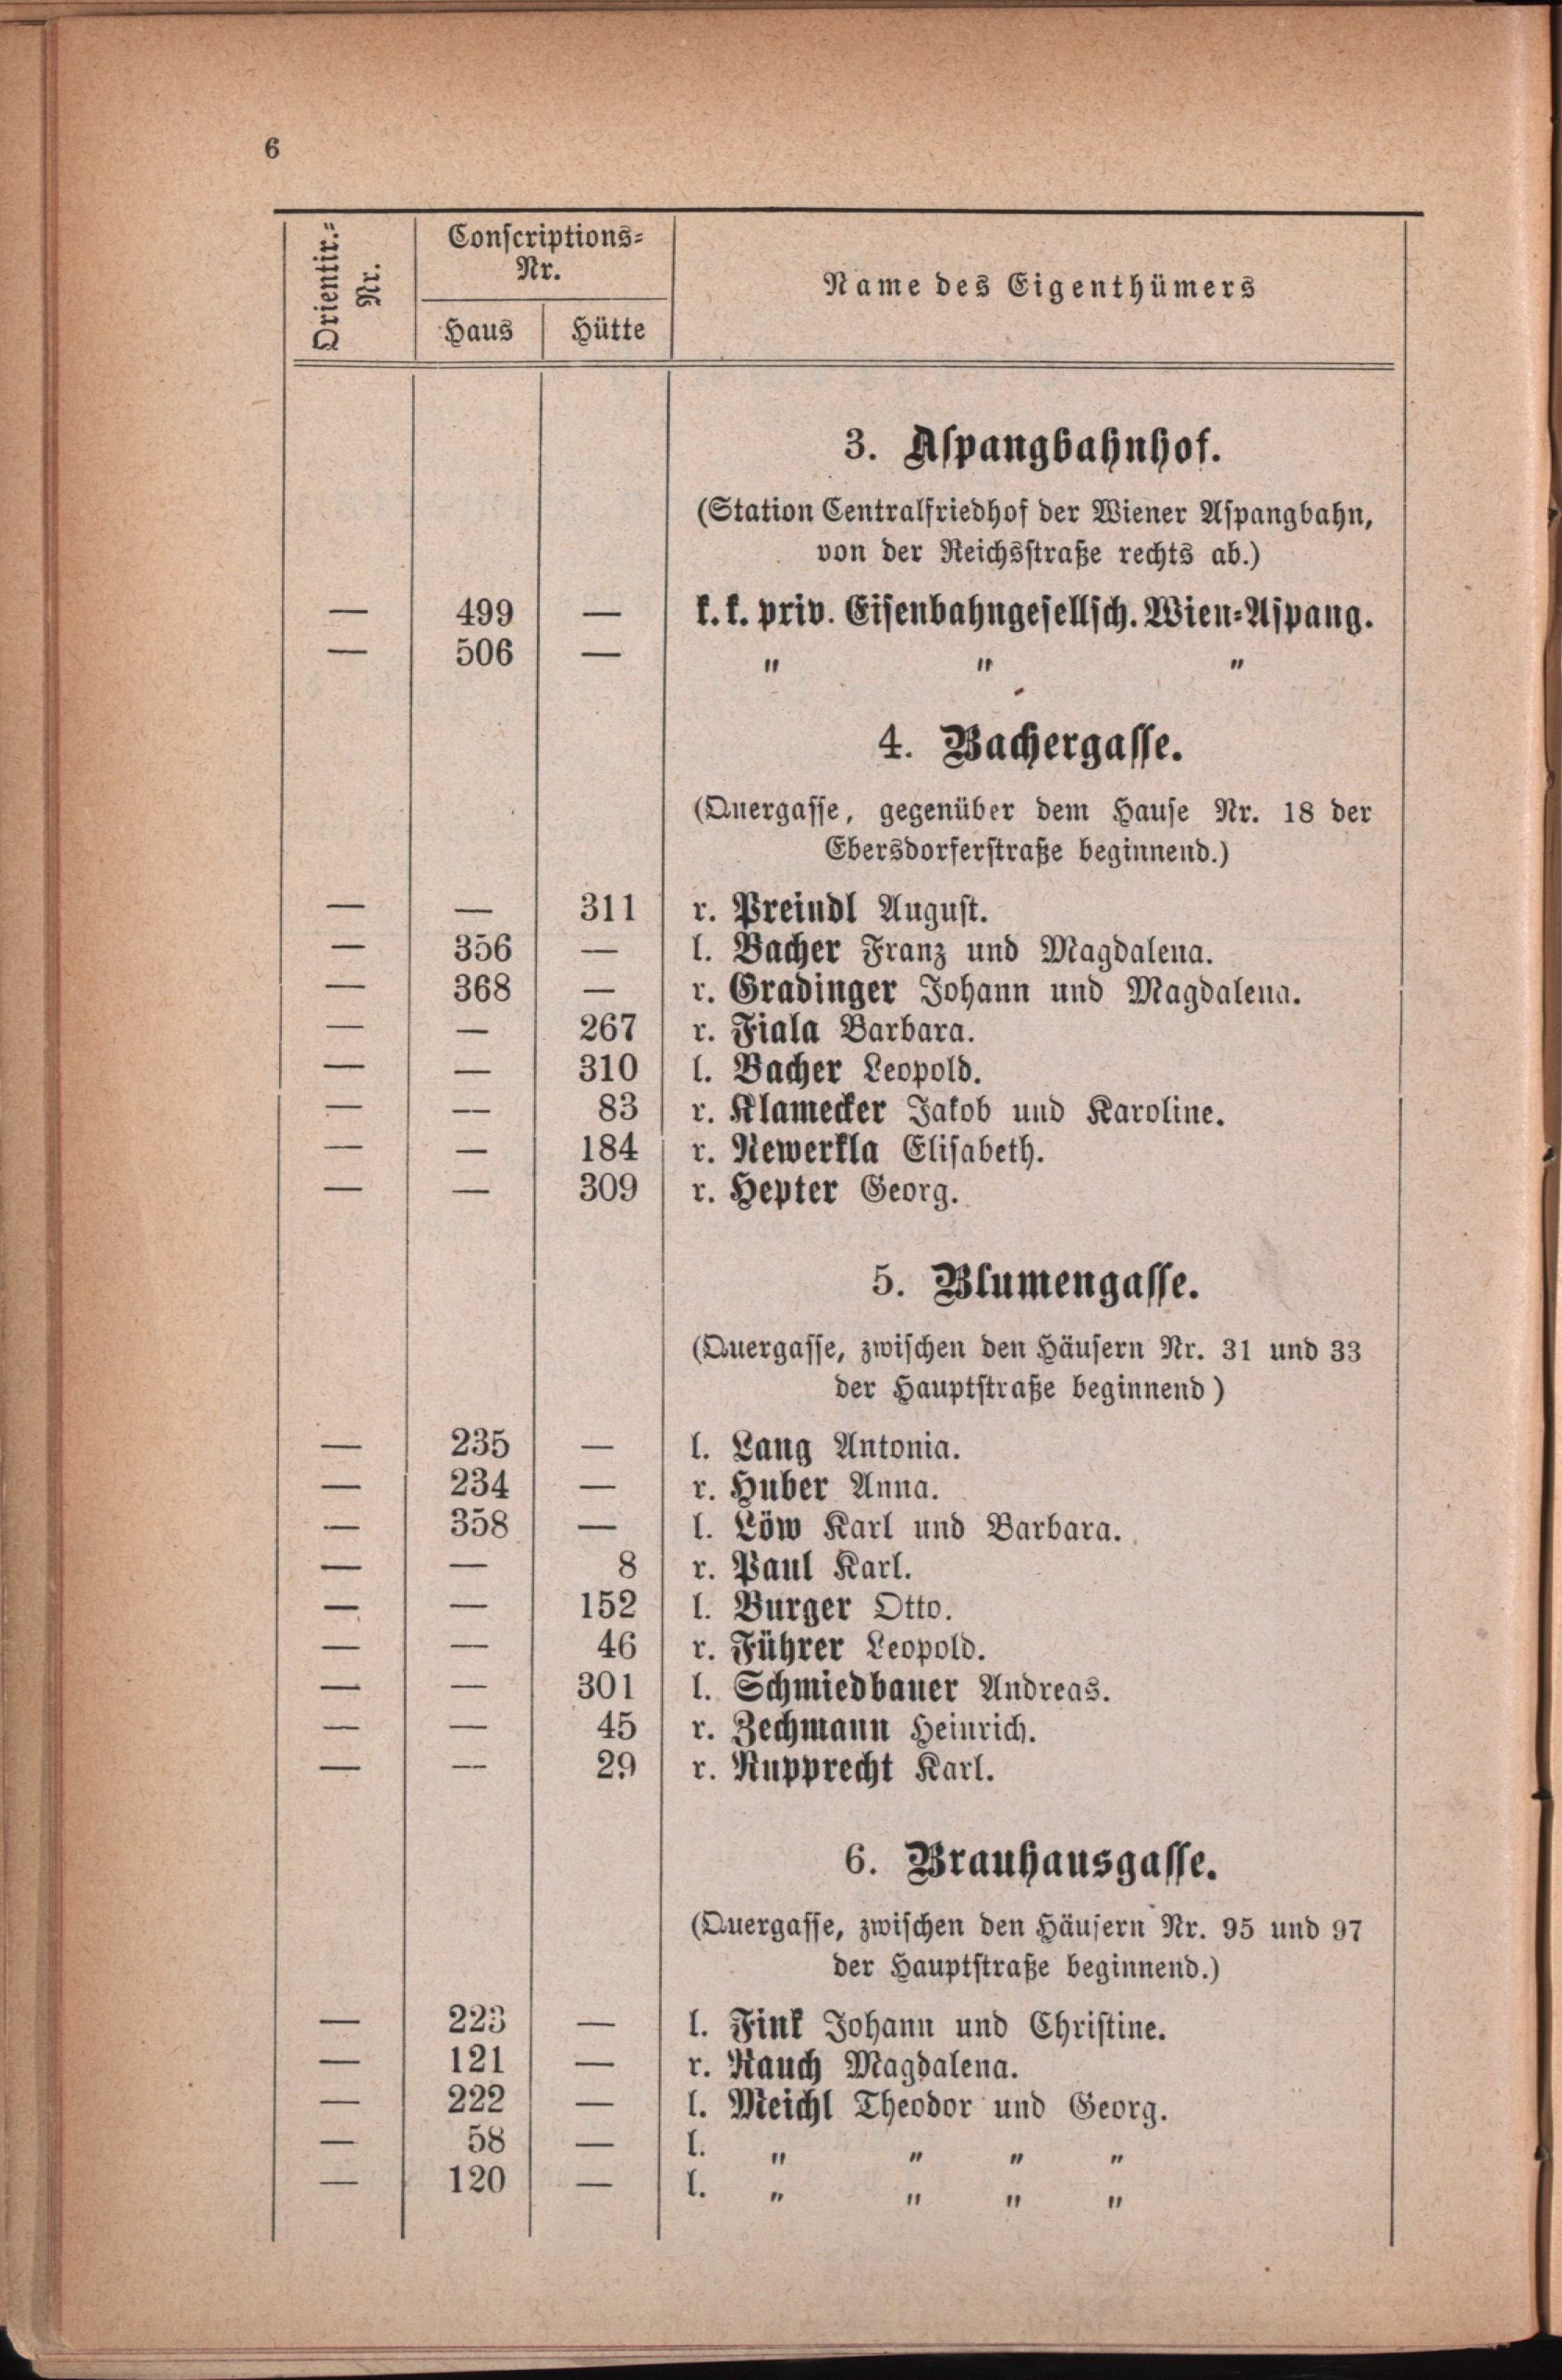 6
Orientir.-
Nr.
Conscriptions-
Nr.
Haus Hütte
Name des Eigenthümers
3. Aspangbahnhof.
(Station Centralfriedhof der Wiener Aspangbahn,
von der Reichsstraße rechts ab.)
— 499 — k. k. priv. Eisenbahngesellsch. Wien-Aspang.
— 506 — " " "
4. Bachergasse.
(Quergasse, gegenüber dem Hause Nr. 18 der
Ebersdorferstraße beginnend.)
— — 311 r. Preindl August.
— 356 — l. Bacher Franz und Magdalena.
— 368 — r. Gradinger Johann und Magdalena.
— — 267 r. Fiala Barbara.
— — 310 l. Bacher Leopold.
— — 83 r. Klamecker Jakob und Karoline.
— — 184 r. Newerkla Elisabeth.
— — 309 r. Hepter Georg.
5. Blumengasse.
(Quergasse, zwischen den Häusern Nr. 31 und 33
der Hauptstraße beginnend)
— 235 — l. Lang Antonia.
— 234 — r. Huber Anna.
— 358 — l. Löw Karl und Barbara.
— — 8 r. Paul Karl.
— — 152 l. Burger Otto.
— — 46 r. Führer Leopold.
— — 301 l. Schmiedbauer Andreas.
— — 45 r. Zechmann Heinrich.
— — 29 r. Rupprecht Karl.
6. Brauhausgasse.
(Quergasse, zwischen den Häusern Nr. 95 und 97
der Hauptstraße beginnend.)
— 223 — l. Fink Johann und Christine.
— 121 — r. Rauch Magdalena.
— 222 — l. Meichl Theodor und Georg.
— 58 — l. " " " "
— 120 — l. " " " "